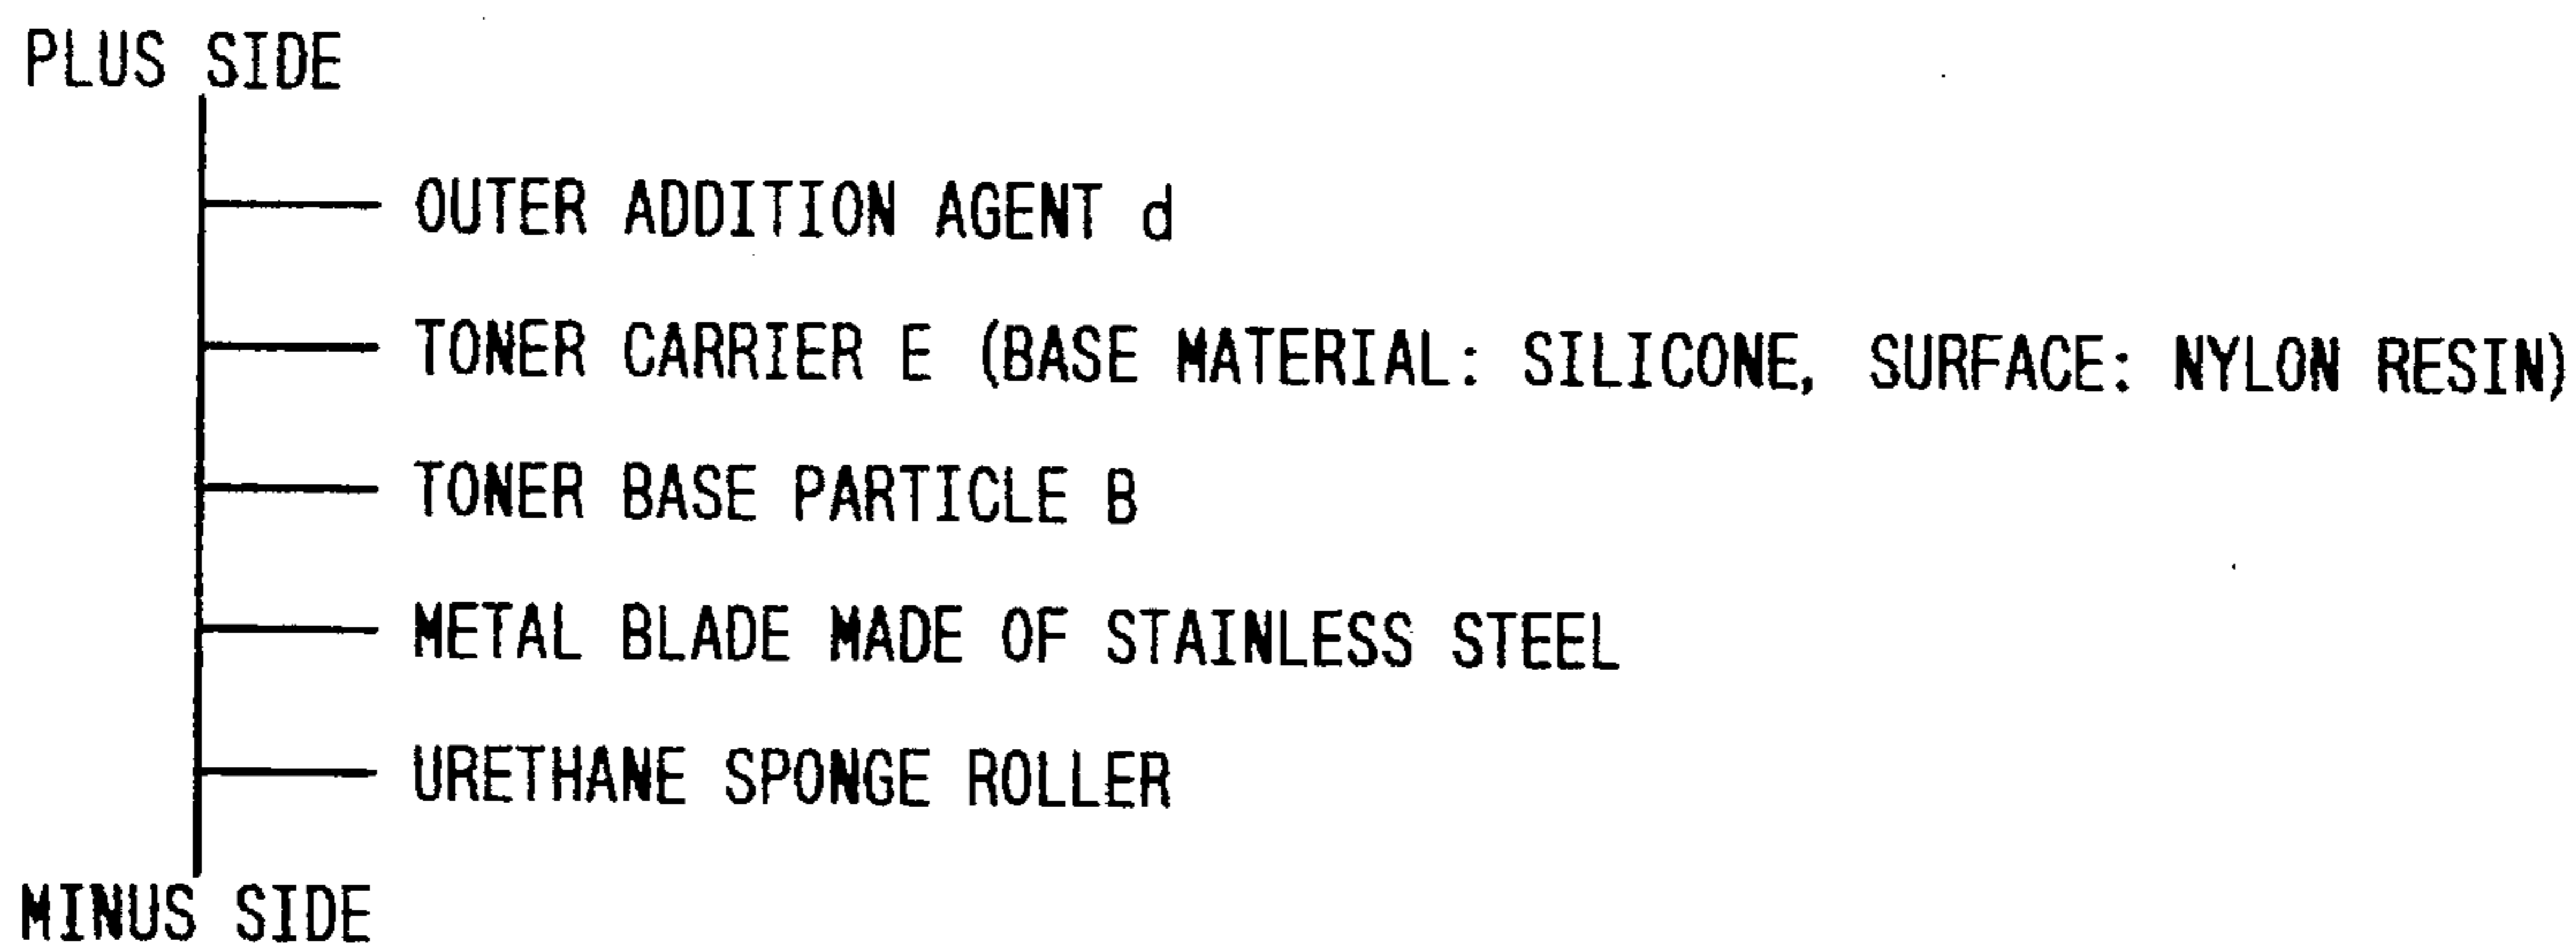 PLUS SIDE
OUTER ADDITION AGENT d
TONER CARRIER E (BASE MATERIAL: SILICONE, SURFACE: NYLON RESIN)
TONER BASE PARTICLE B
METAL BLADE MADE OF STAINLESS STEEL
URETHANE SPONGE ROLLER
MINUS SIDE